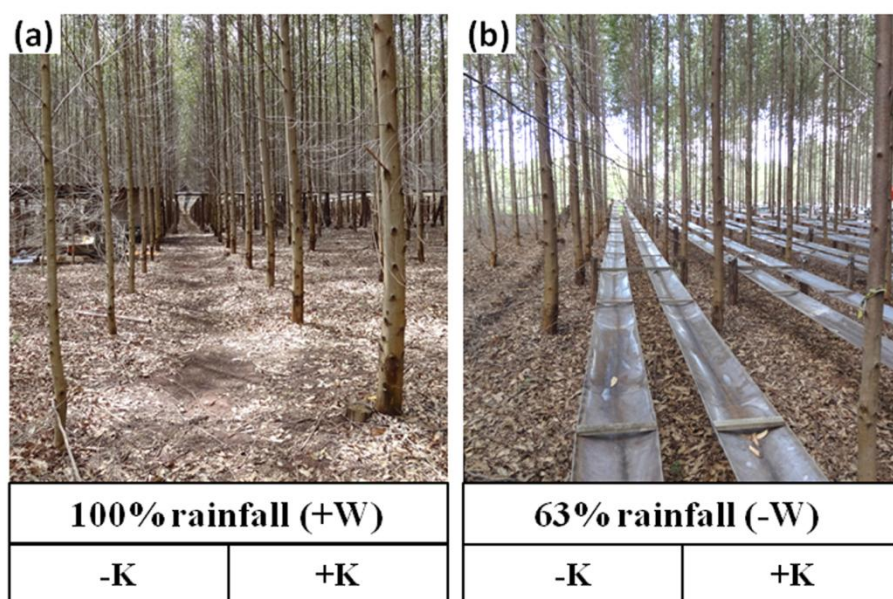 (a)
(b)
100% rainfall (+W)
63% rainfall (-W)
-K
+K
-K
+K